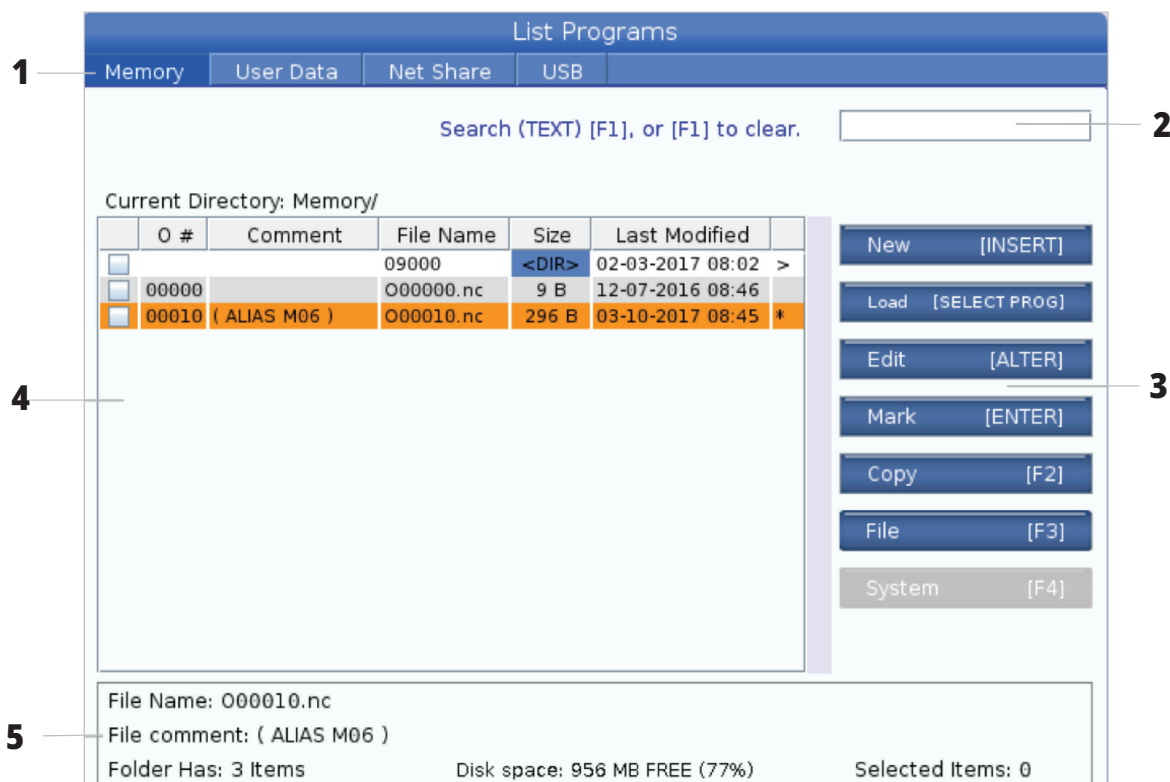 List Programs
1 Memory User Data Net Share USB
Search (TEXT) [F1], or [F1] to clear. 2
Current Directory: Memory/
O # Comment File Name Size Last Modified
09000 <DIR> 02-03-2017 08:02 >
00000 O00000.nc 9 B 12-07-2016 08:46
00010 ( ALIAS M06 ) O00010.nc 296 B 03-10-2017 08:45 *
4
New [INSERT]
Load [SELECT PROG]
Edit [ALTER]
3
Mark [ENTER]
Copy [F2]
File [F3]
System [F4]
File Name: O00010.nc
5 File comment: ( ALIAS M06 )
Folder Has: 3 Items Disk space: 956 MB FREE (77%) Selected Items: 0